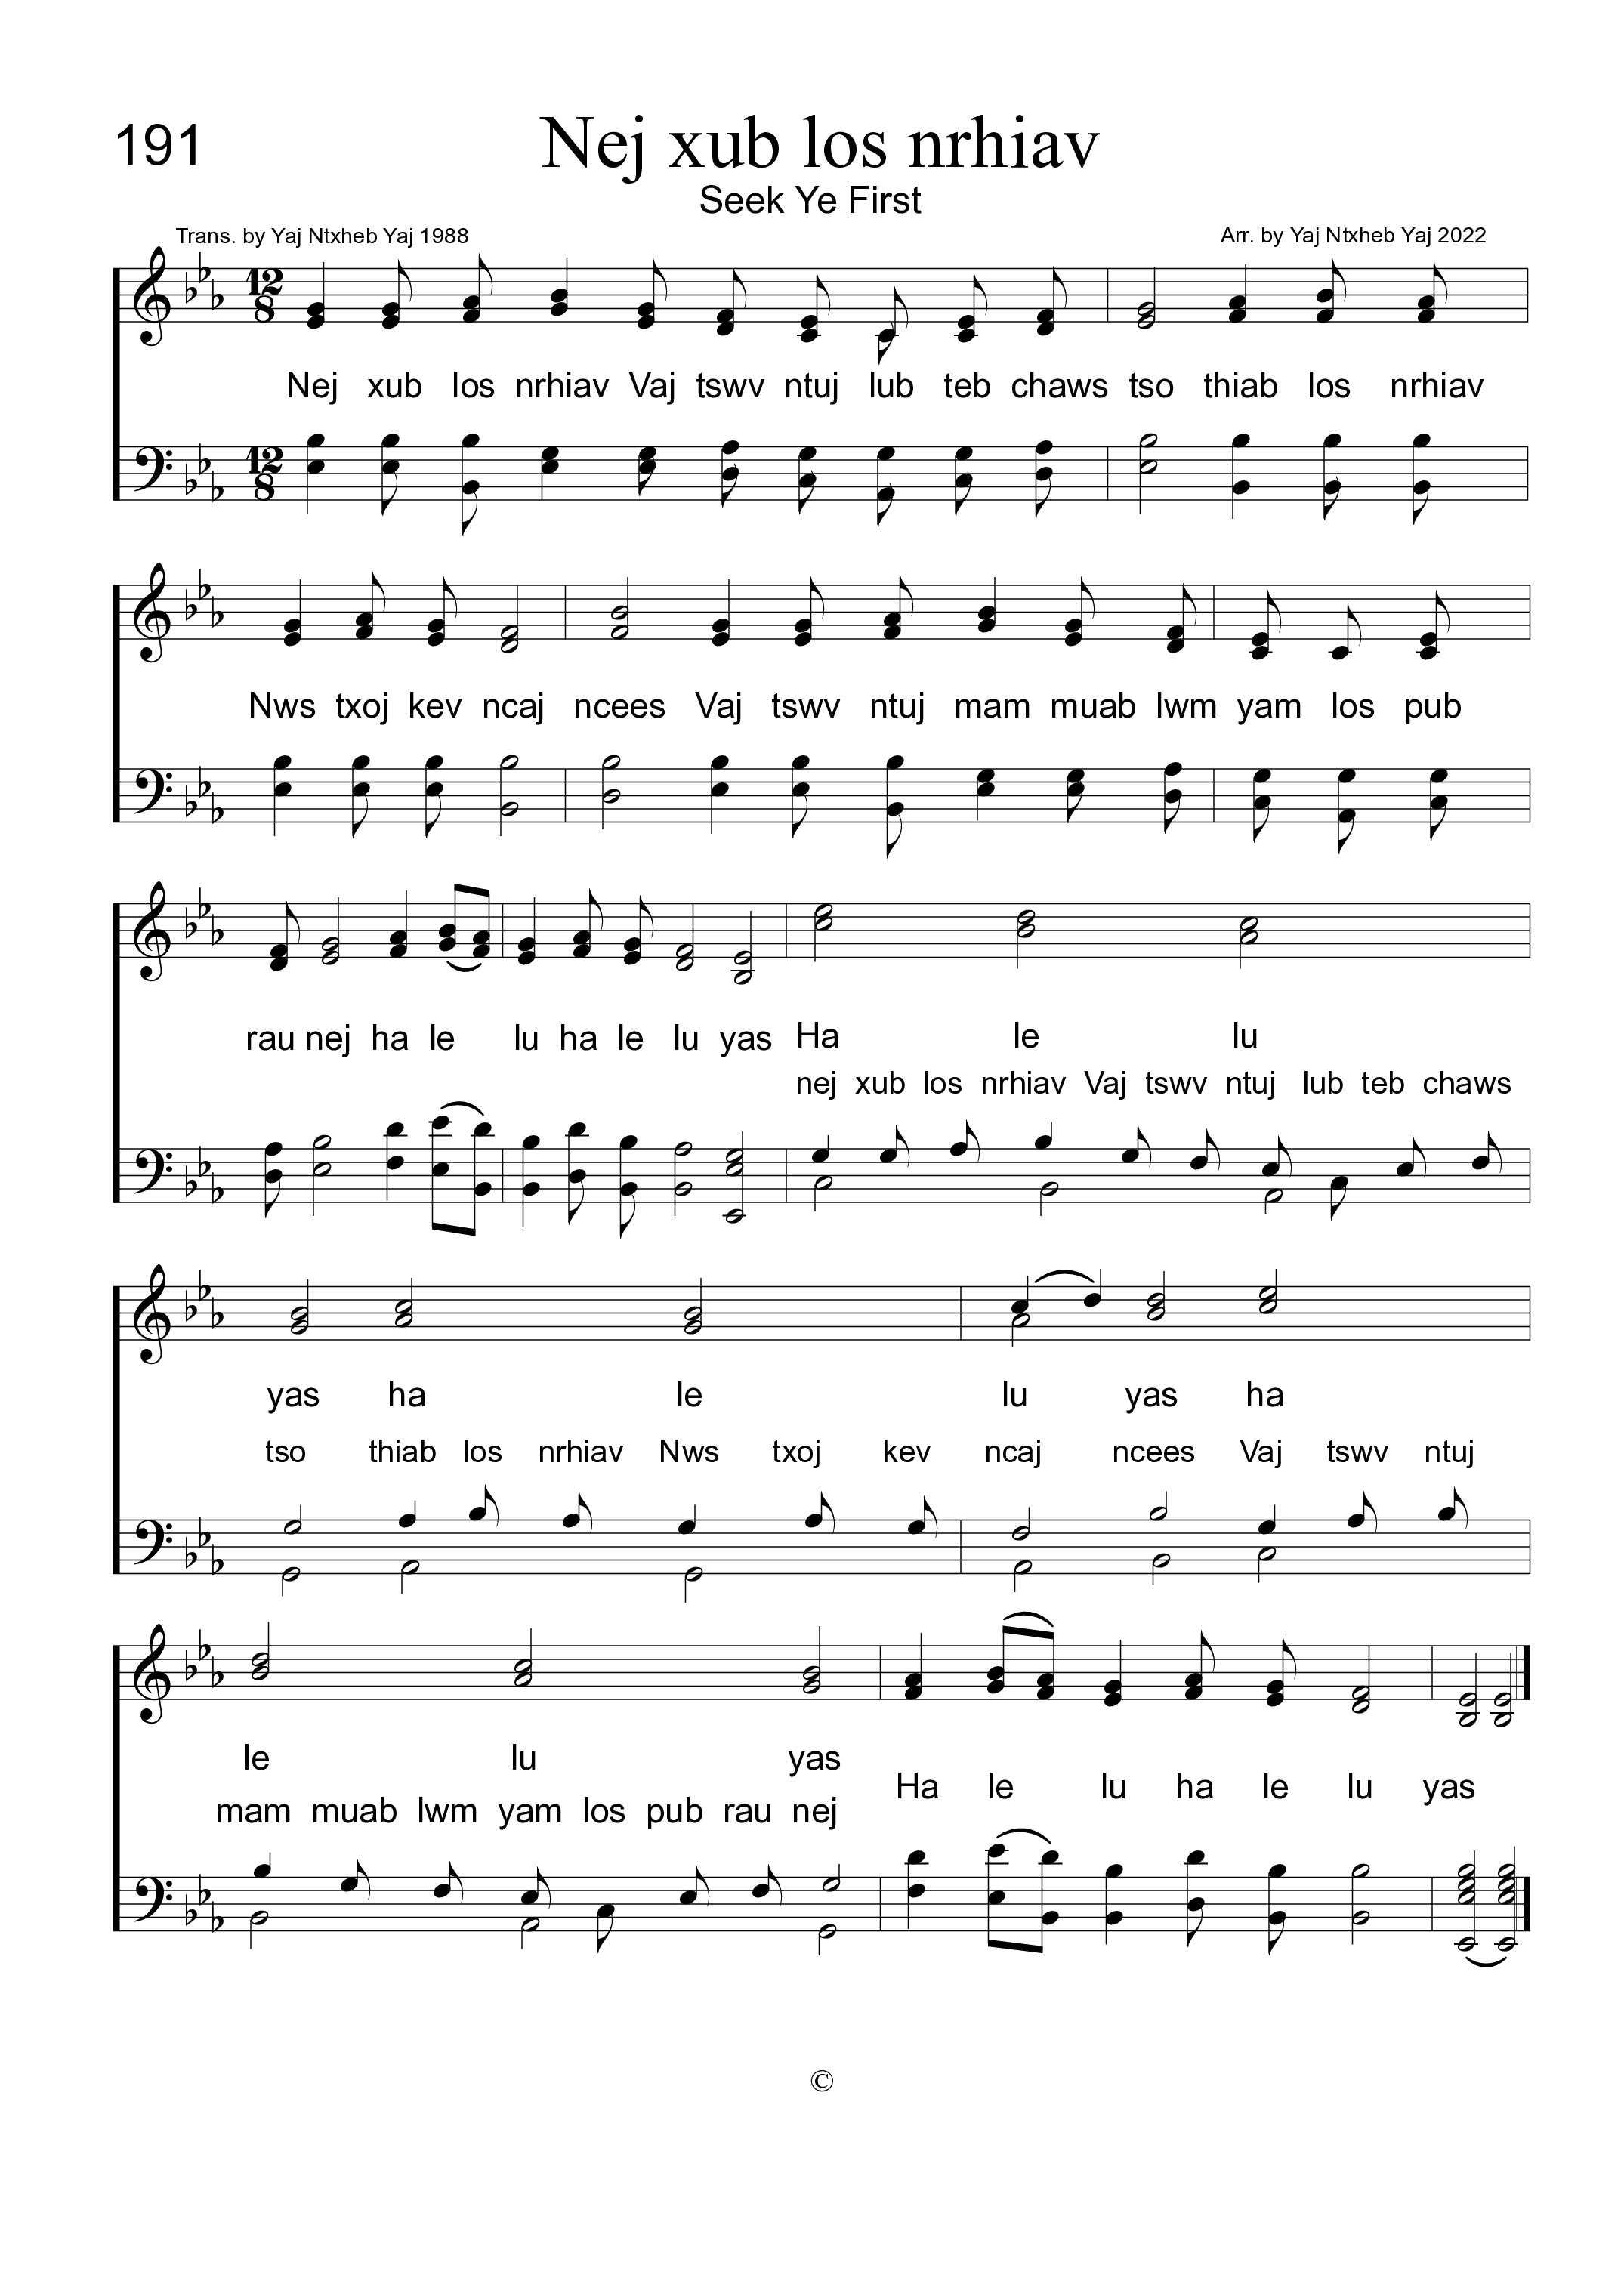 191
Nej xub los nrhiav
Seek Ye First
Trans. by Yaj Ntxheb Yaj 1988
Arr. by Yaj Ntxheb Yaj 2022
12
8
Nej xub los nrhiav Vaj tswv ntuj lub teb chaws tso thiab los nrhiav
12
8
Nws txoj kev ncaj ncees Vaj tswv ntuj mam muab lwm yam los pub
rau nej ha le lu ha le lu yas Ha le lu
nej xub los nrhiav Vaj tswv ntuj lub teb chaws
yas ha le lu yas ha
tso thiab los nrhiav Nws txoj kev ncaj ncees Vaj tswv ntuj
le lu yas
Ha le lu ha le lu yas
mam muab lwm yam los pub rau nej
©